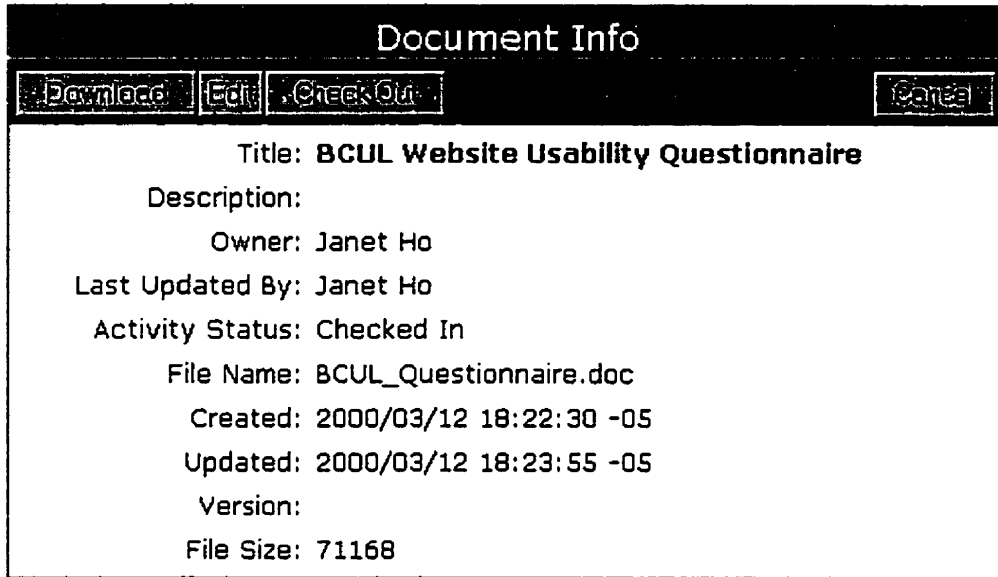 Document Info
Download Edit Check Out Cancel
Title: BCUL Website Usability Questionnaire
Description:
Owner: Janet Ho
Last Updated By: Janet Ho
Activity Status: Checked In
File Name: BCUL_Questionnaire.doc
Created: 2000/03/12 18:22:30 -05
Updated: 2000/03/12 18:23:55 -05
Version:
File Size: 71168